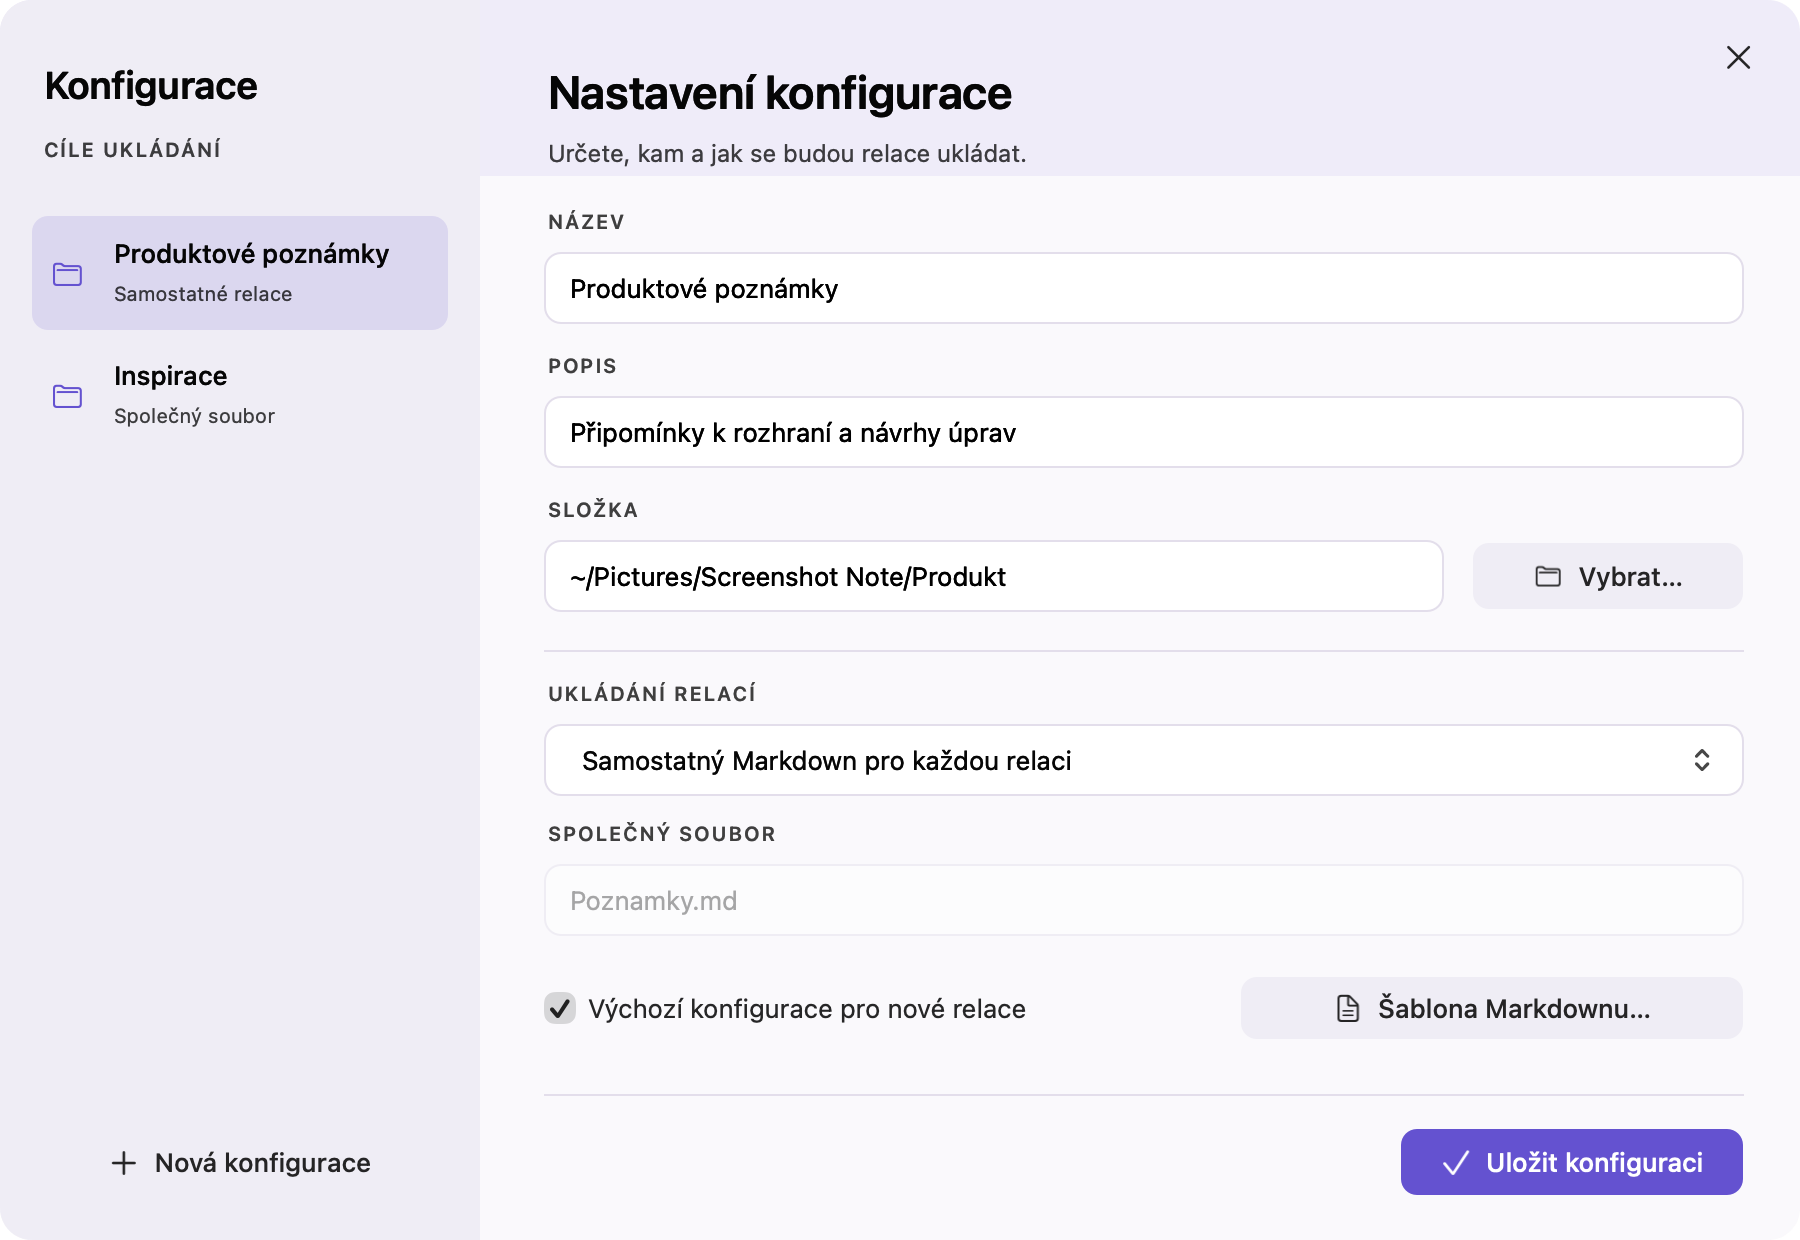 Konfigurace
CÍLE UKLÁDÁNÍ
Produktové poznámky
Samostatné relace
Inspirace
Společný soubor
Nová konfigurace
Nastavení konfigurace
Určete, kam a jak se budou relace ukládat.
NÁZEV
Produktové poznámky
POPIS
Připomínky k rozhraní a návrhy úprav
SLOŽKA
~/Pictures/Screenshot Note/Produkt
Vybrat...
UKLÁDÁNÍ RELACÍ
Samostatný Markdown pro každou relaci
SPOLEČNÝ SOUBOR
Poznamky.md
Výchozí konfigurace pro nové relace
Šablona Markdownu...
Uložit konfiguraci